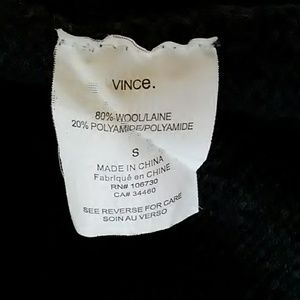 VINCE.
80% WOOL/LAINE
20% POLYAMIDE/POLYAMIDE
S
MADE IN CHINA
Fabriqué en CHINE
RN# 106730
CA# 34460
SEE REVERSE FOR CARE
SOIN AU VERSO